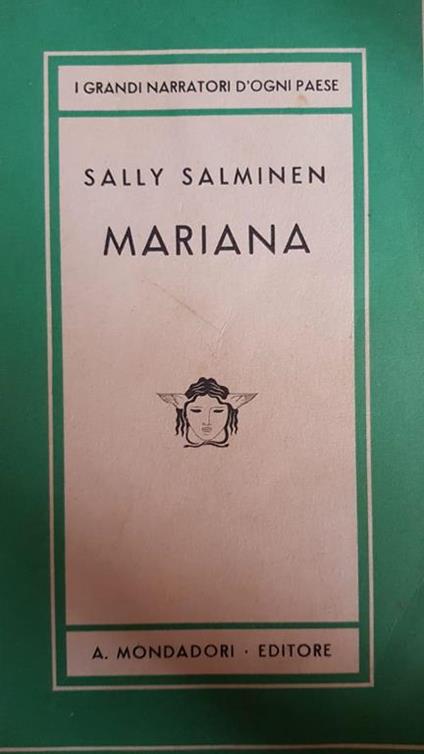 I GRANDI NARRATORI D'OGNI PAESE
SALLY SALMINEN
MARIANA
A. MONDADORI · EDITORE